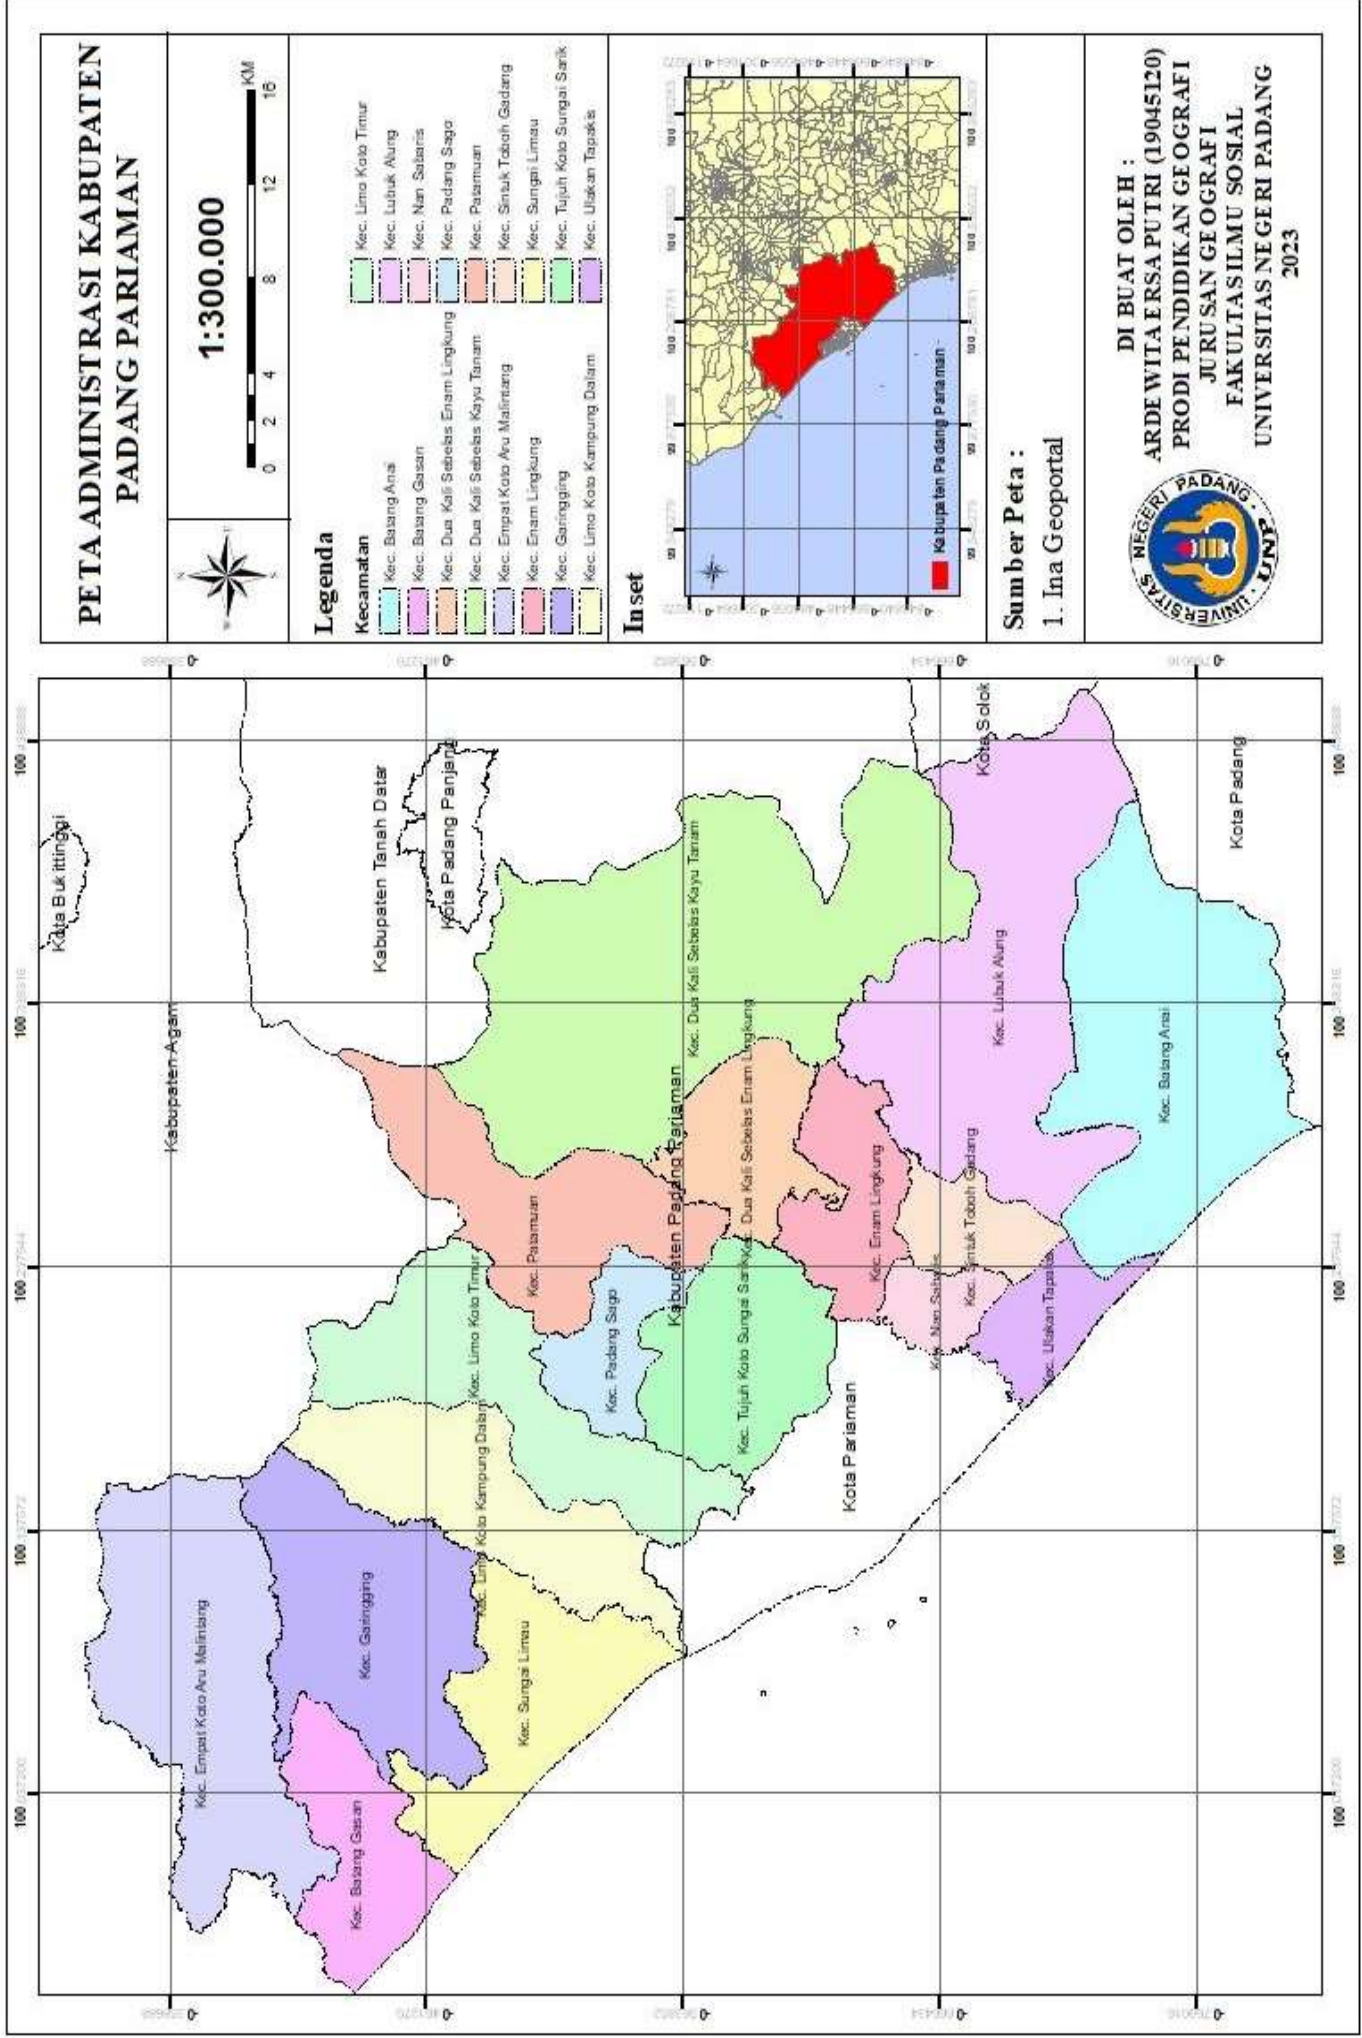 PETA ADMINISTRASI KABUPATEN
PADANG PARIAMAN
1:300.000
0 2 4 8 12 16
KM
Legenda
Kecamatan
Kec. Batang Anai
Kec. Batang Gasan
Kec. Dua Kali Sebelas Enam Lingkung
Kec. Dua Kali Sebelas Kayu Tanam
Kec. Empat Koto Aru Malintang
Kec. Enam Lingkung
Kec. Garingging
Kec. Limo Koto Kampung Dalam
Kec. Limo Koto Timur
Kec. Lubuk Alung
Kec. Nan Sabaris
Kec. Padang Sago
Kec. Patamuan
Kec. Sintuk Toboh Gadang
Kec. Sungai Limau
Kec. Tujuh Koto Sungai Sarik
Kec. Ulakan Tapakis
Inset
Kabupaten Padang Pariaman
Sumber Peta :
1. Ina Geoportal
DI BUAT OLEH :
ARDEWITA ERSA PUTRI (19045120)
PRODI PENDIDIKAN GEOGRAFI
JURUSAN GEOGRAFI
FAKULTAS ILMU SOSIAL
UNIVERSITAS NEGERI PADANG
2023
UNIVERSITAS NEGERI PADANG
UNP
Kota Bukittinggi
Kabupaten Agam
Kabupaten Tanah Datar
Kota Padang Panjang
Kota Solok
Kota Padang
Kota Pariaman
Kabupaten Padang Pariaman
Kec. Empat Koto Aru Malintang
Kec. Batang Gasan
Kec. Garingging
Kec. Sungai Limau
Kec. Limo Koto Kampung Dalam
Kec. Limo Koto Timur
Kec. Patamuan
Kec. Padang Sago
Kec. Tujuh Koto Sungai Sarik
Kec. Dua Kali Sebelas Enam Lingkung
Kec. Dua Kali Sebelas Kayu Tanam
Kec. Enam Lingkung
Kec. Nan Sabaris
Kec. Sintuk Toboh Gadang
Kec. Ulakan Tapakis
Kec. Lubuk Alung
Kec. Batang Anai